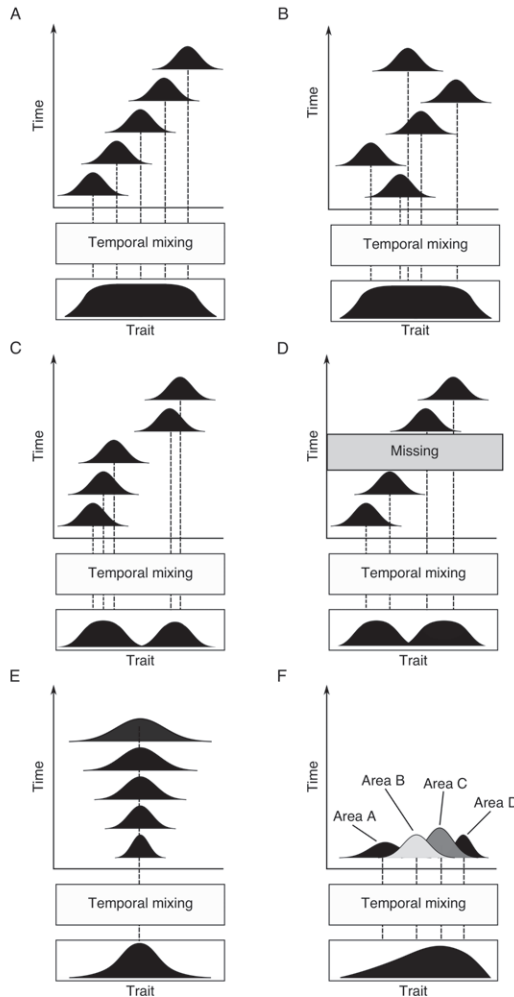 A
B
Time
Time
Temporal mixing
Temporal mixing
Trait
Trait
C
D
Time
Time
Missing
Temporal mixing
Temporal mixing
Trait
Trait
E
F
Time
Time
Area A
Area B
Area C
Area D
Temporal mixing
Temporal mixing
Trait
Trait